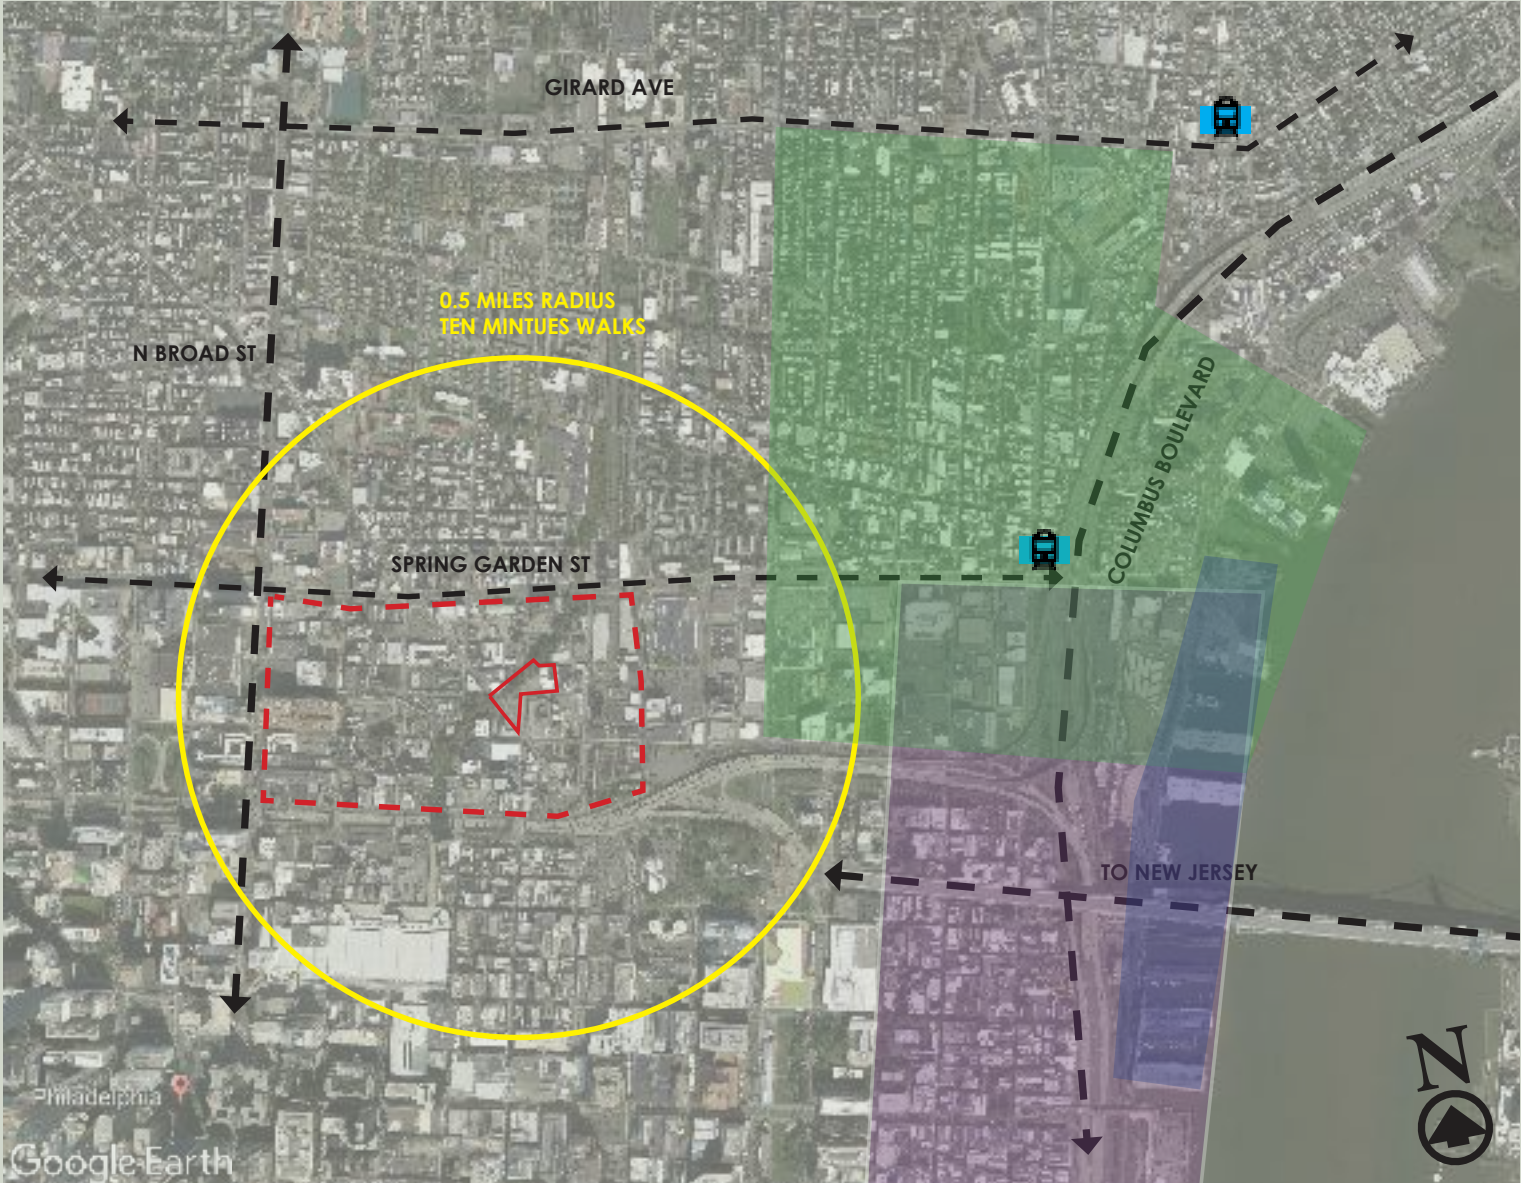 GIRARD AVE
0.5 MILES RADIUS
TEN MINTUES WALKS
N BROAD ST
COLUMBUS BOULEVARD
SPRING GARDEN ST
TO NEW JERSEY
N
Philadelphia
Google Earth